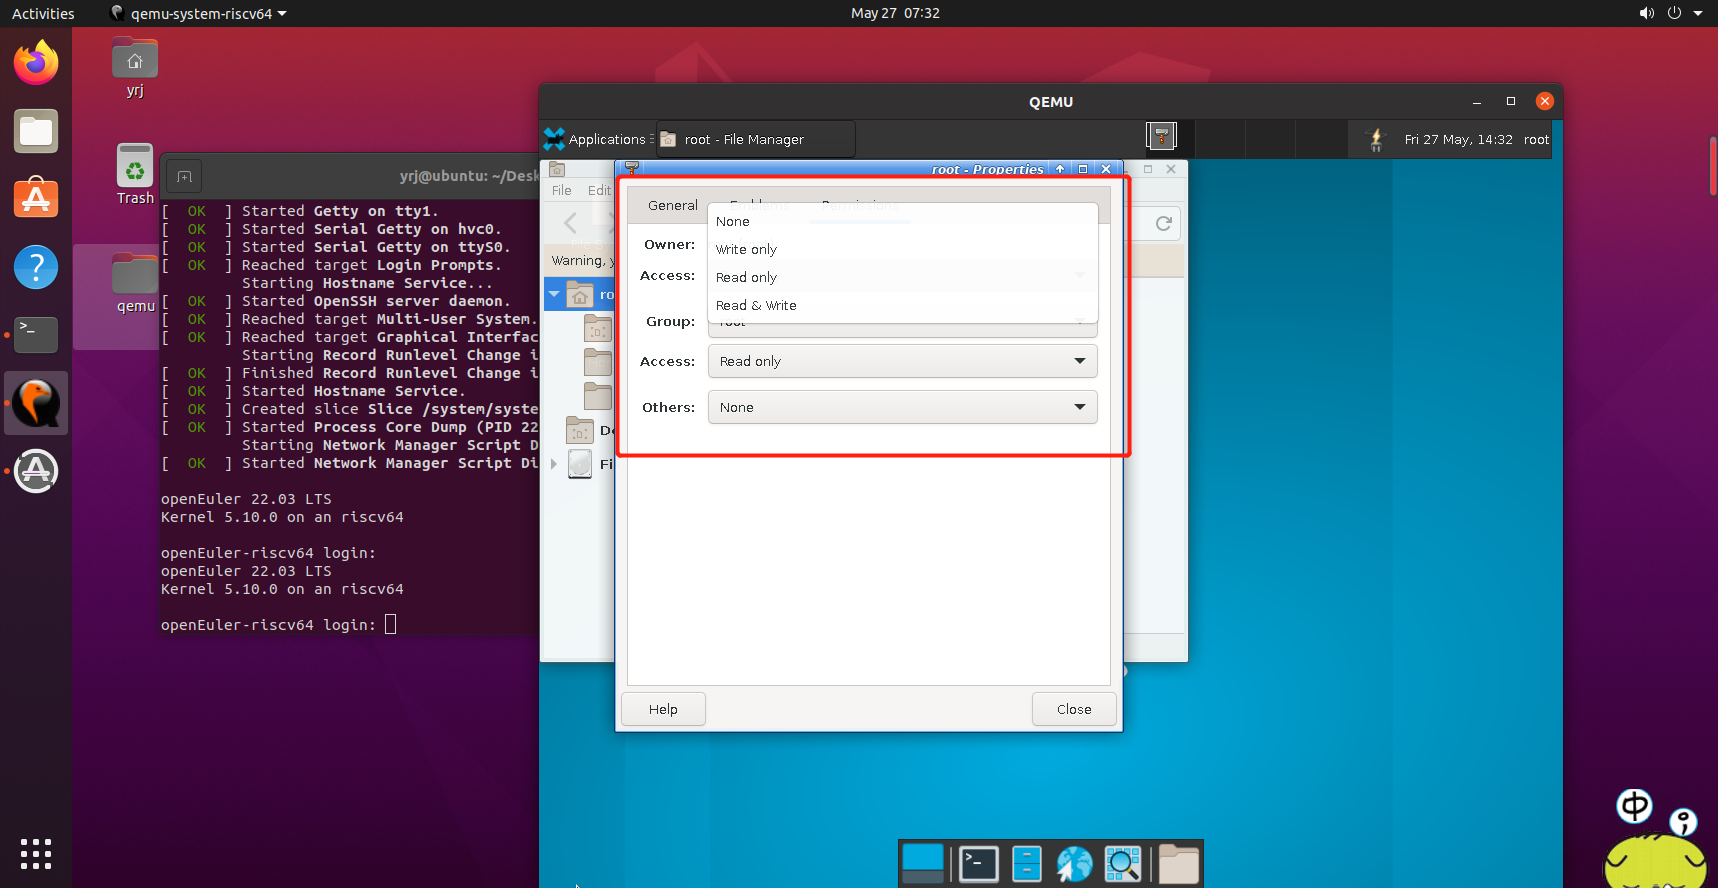 Activities
qemu-system-riscv64
May 27 07:32
yrj
Trash
qemu
yrj@ubuntu: ~/Desk
[ OK ] Started Getty on tty1.
[ OK ] Started Serial Getty on hvc0.
[ OK ] Started Serial Getty on ttyS0.
[ OK ] Reached target Login Prompts.
Starting Hostname Service...
[ OK ] Started OpenSSH server daemon.
[ OK ] Reached target Multi-User System.
[ OK ] Reached target Graphical Interfac
Starting Record Runlevel Change i
[ OK ] Finished Record Runlevel Change i
[ OK ] Started Hostname Service.
[ OK ] Created slice Slice /system/syste
[ OK ] Started Process Core Dump (PID 22
Starting Network Manager Script D
[ OK ] Started Network Manager Script Di
openEuler 22.03 LTS
Kernel 5.10.0 on an riscv64
openEuler-riscv64 login:
openEuler 22.03 LTS
Kernel 5.10.0 on an riscv64
openEuler-riscv64 login:
QEMU
Applications
root - File Manager
Fri 27 May, 14:32
root
File
Edit
Warning, y
ro
De
Fi
root - Properties
General
Emblems
Permissions
Owner:
Access:
None
Write only
Read only
Read & Write
Group:
root
Access:
Read only
Others:
None
Help
Close
中